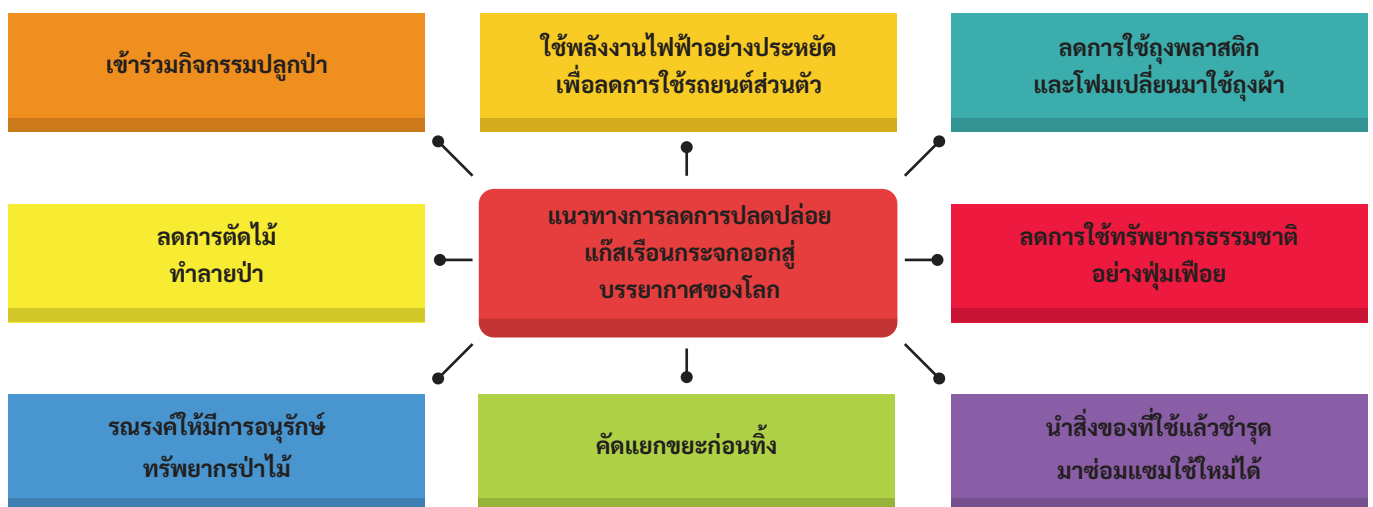 เข้าร่วมกิจกรรมปลูกป่า
ใช้พลังงานไฟฟ้าอย่างประหยัด
เพื่อลดการใช้รถยนต์ส่วนตัว
ลดการใช้ถุงพลาสติก
และโฟมเปลี่ยนมาใช้ถุงผ้า
ลดการตัดไม้
ทำลายป่า
แนวทางการลดการปลดปล่อย
แก๊สเรือนกระจกออกสู่
บรรยากาศของโลก
ลดการใช้ทรัพยากรธรรมชาติ
อย่างฟุ่มเฟือย
รณรงค์ให้มีการอนุรักษ์
ทรัพยากรป่าไม้
คัดแยกขยะก่อนทิ้ง
นำสิ่งของที่ใช้แล้วชำรุด
มาซ่อมแซมใช้ใหม่ได้